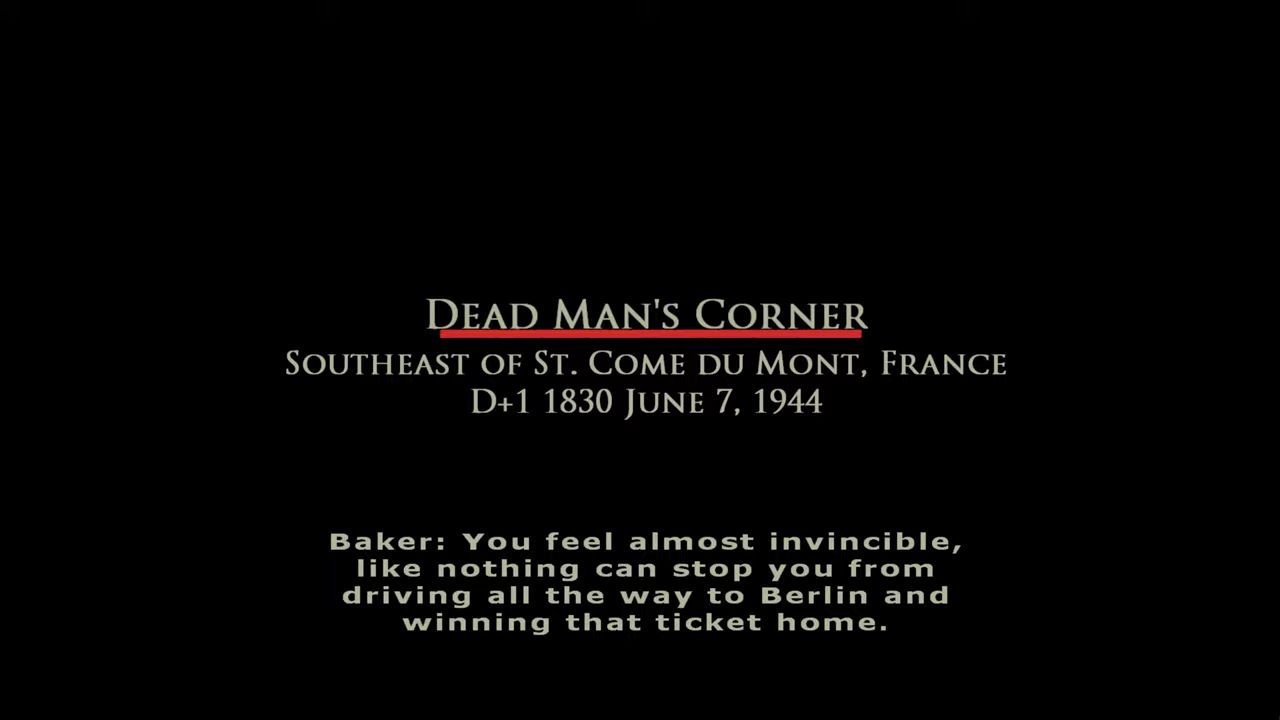 Dead Man's Corner
Southeast of St. Come du Mont, France
D+1 1830 June 7, 1944
Baker: You feel almost invincible,
like nothing can stop you from
driving all the way to Berlin and
winning that ticket home.